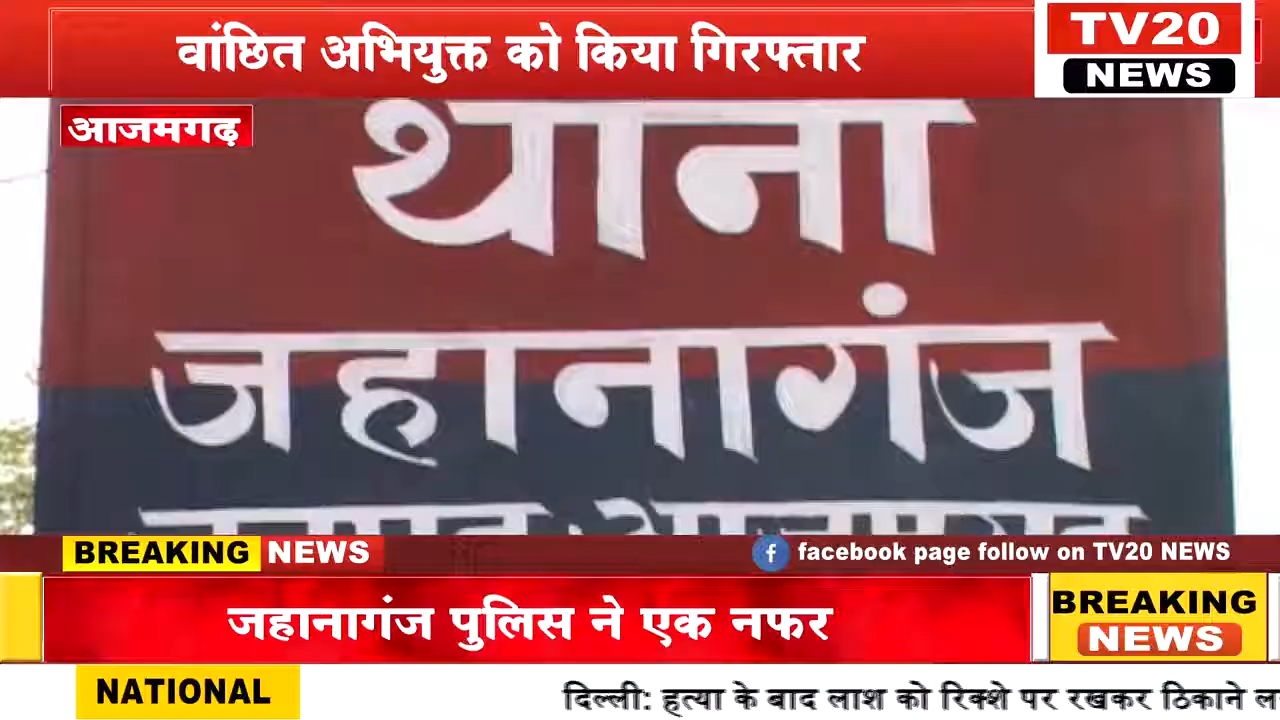 वांछित अभियुक्त को किया गिरफ्तार
TV20
NEWS
आजमगढ़
थाना
जहानागंज
BREAKING NEWS
facebook page follow on TV20 NEWS
जहानागंज पुलिस ने एक नफर
BREAKING
NEWS
NATIONAL
दिल्ली: हत्या के बाद लाश को रिक्शे पर रखकर ठिकाने